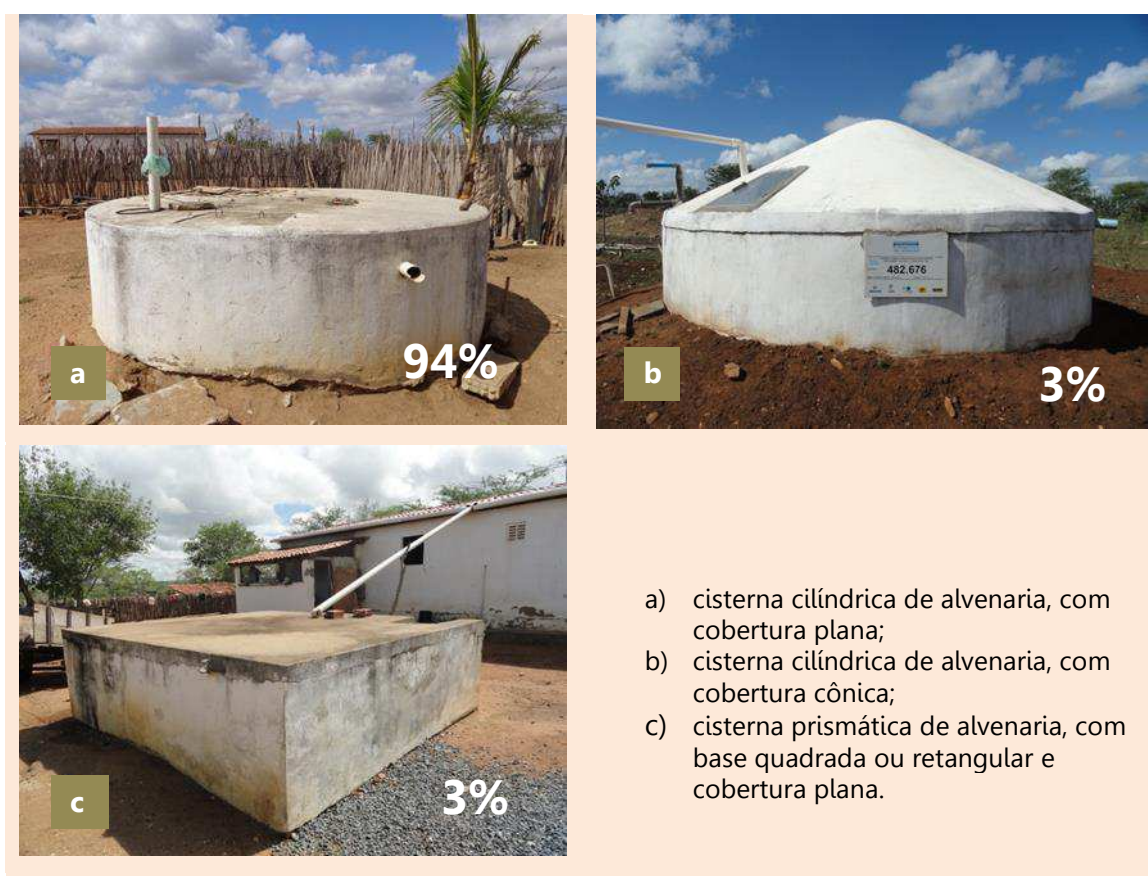 a
94%
b
482.676
3%
c
3%
a) cisterna cilíndrica de alvenaria, com
cobertura plana;
b) cisterna cilíndrica de alvenaria, com
cobertura cônica;
c) cisterna prismática de alvenaria, com
base quadrada ou retangular e
cobertura plana.